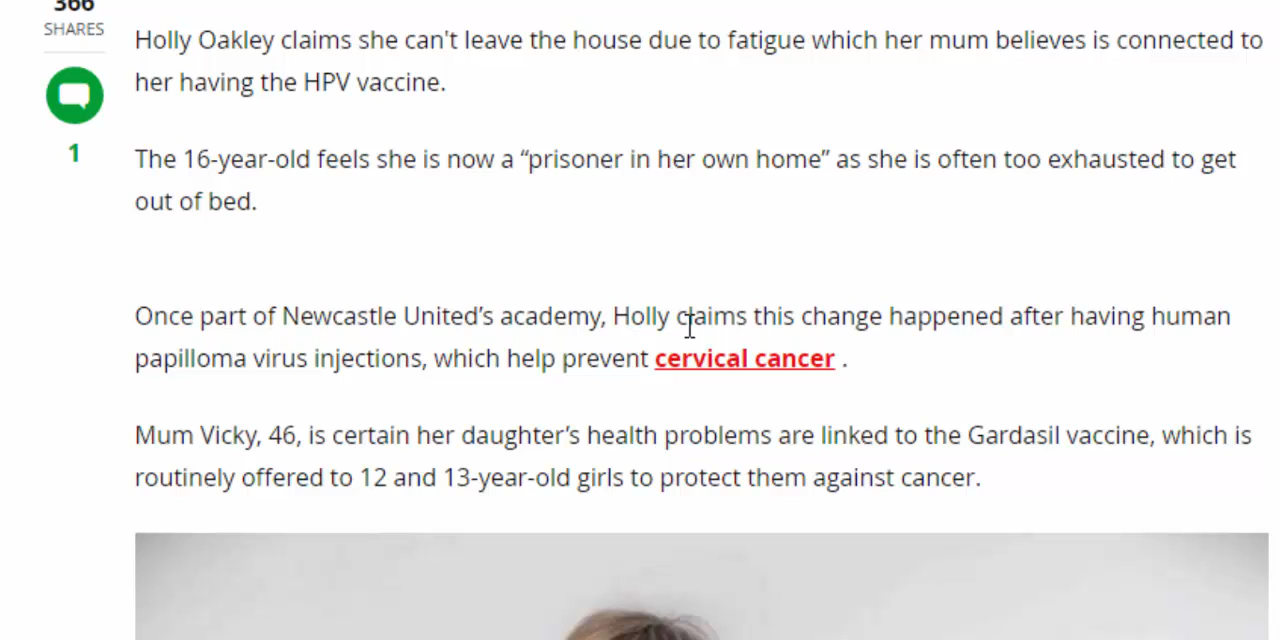 366
SHARES
1
Holly Oakley claims she can't leave the house due to fatigue which her mum believes is connected to
her having the HPV vaccine.
The 16-year-old feels she is now a “prisoner in her own home” as she is often too exhausted to get
out of bed.
Once part of Newcastle United’s academy, Holly claims this change happened after having human
papilloma virus injections, which help prevent cervical cancer .
Mum Vicky, 46, is certain her daughter’s health problems are linked to the Gardasil vaccine, which is
routinely offered to 12 and 13-year-old girls to protect them against cancer.